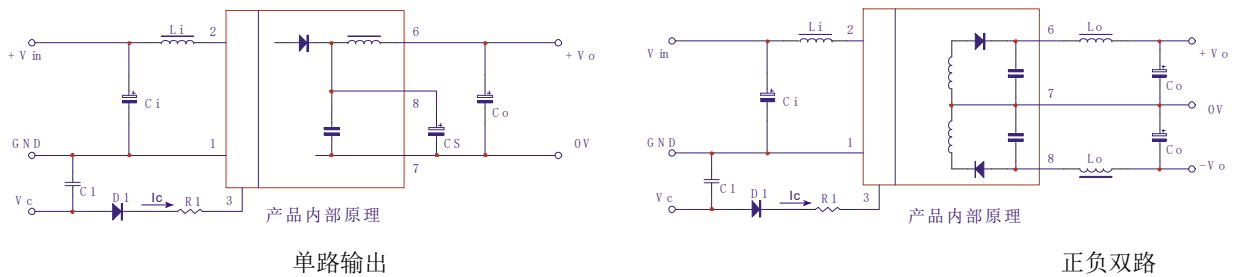 Li
2
6
+Vin
+Vo
Ci
8
Co
CS
GND
1
0V
7
C1
D1
Ic
R1
3
Vc
产品内部原理
单路输出
Li
2
6
Lo
Vin
+Vo
Co
Ci
7
0V
GND
1
Co
8
Lo
-Vo
C1
D1
Ic
R1
3
Vc
产品内部原理
正负双路